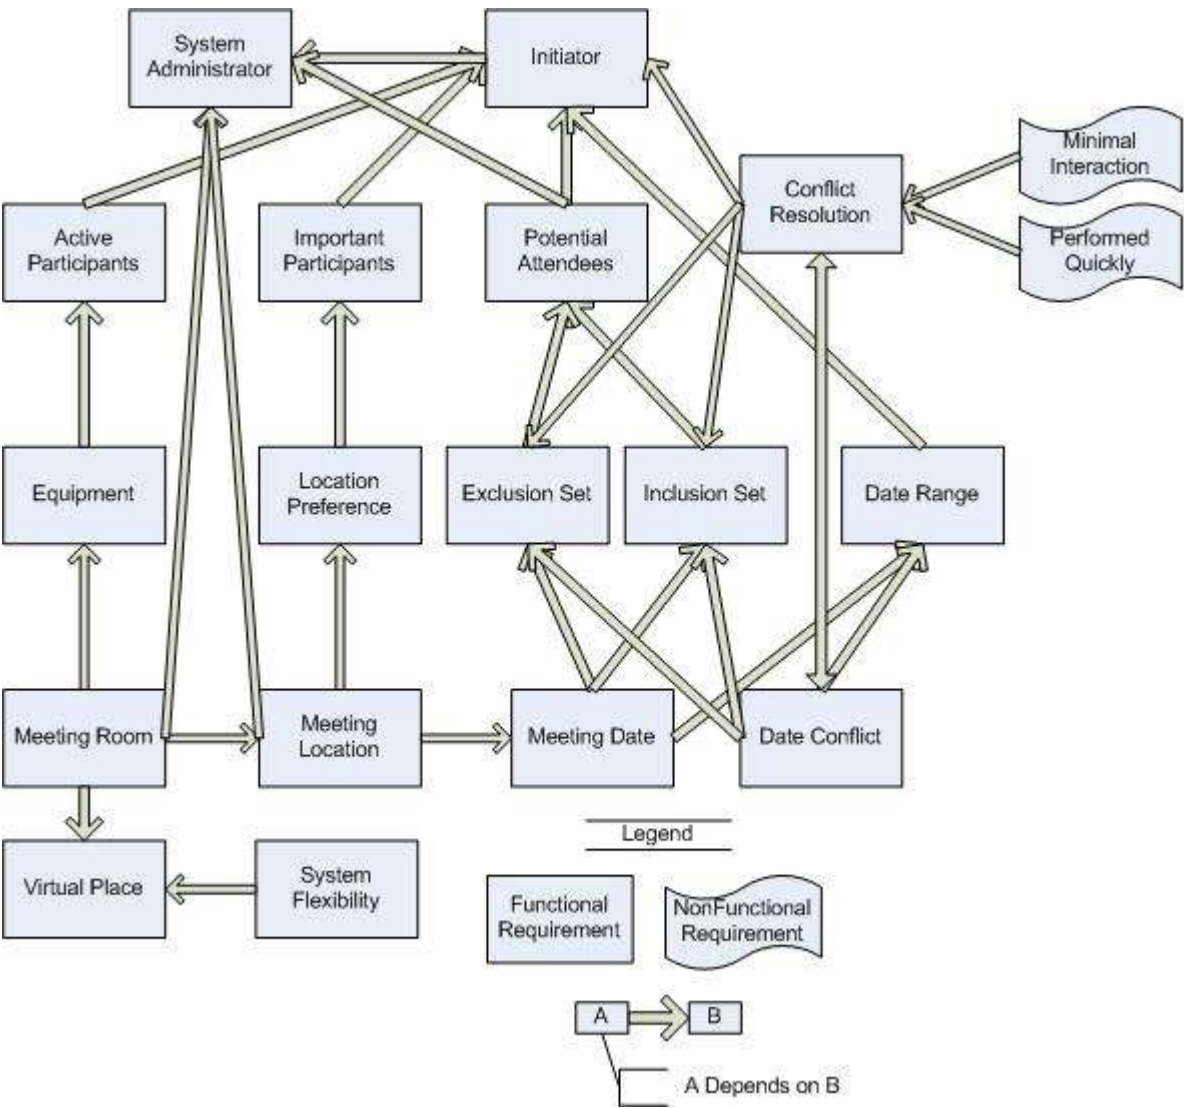 System
Administrator
Initiator
Minimal
Interaction
Conflict
Resolution
Active
Participants
Important
Participants
Potential
Attendees
Performed
Quickly
Equipment
Location
Preference
Exclusion Set
Inclusion Set
Date Range
Meeting Room
Meeting
Location
Meeting Date
Date Conflict
Legend
Virtual Place
System
Flexibility
Functional
Requirement
NonFunctional
Requirement
A
B
A Depends on B